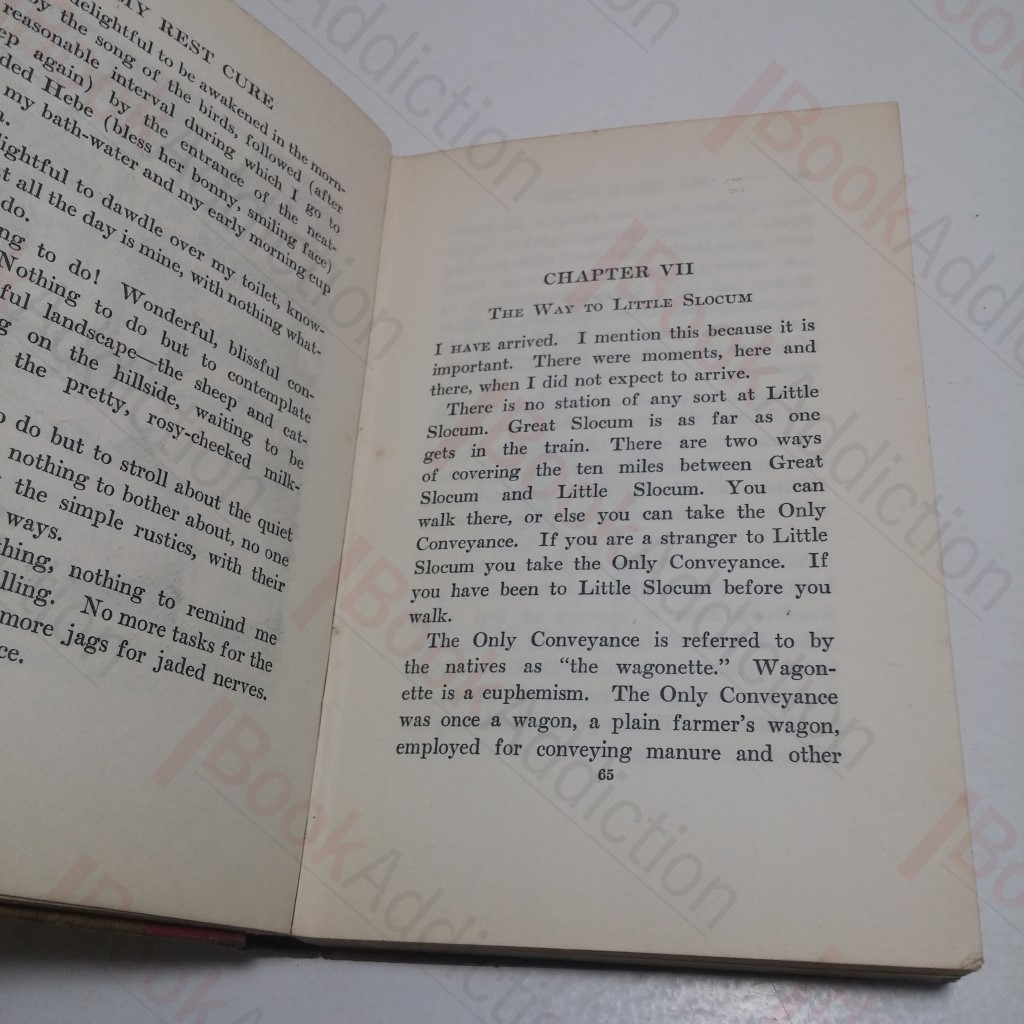 MY REST CURE
delightful to be awakened in the morn-
by the song of the birds, followed (after
reasonable interval during which I go to
again) by the entrance of the neat-
Hebe (bless her bonny, smiling face)
my bath-water and my early morning cup
to dawdle over my toilet, know-
all the day is mine, with nothing what-
do.
to do! Wonderful, blissful con-
Nothing to do but to contemplate
landscape—the sheep and cat-
on the hillside, waiting to be
the pretty, rosy-cheeked milk-
do but to stroll about the quiet
nothing to bother about, no one
the simple rustics, with their
ways.
nothing to remind me
No more tasks for the
more jags for jaded nerves.
CHAPTER VII
The Way to Little Slocum
I have arrived. I mention this because it is
important. There were moments, here and
there, when I did not expect to arrive.
There is no station of any sort at Little
Slocum. Great Slocum is as far as one
gets in the train. There are two ways
of covering the ten miles between Great
Slocum and Little Slocum. You can
walk there, or else you can take the Only
Conveyance. If you are a stranger to Little
Slocum you take the Only Conveyance. If
you have been to Little Slocum before you
walk.
The Only Conveyance is referred to by
the natives as “the wagonette.” Wagon-
ette is a euphemism. The Only Conveyance
was once a wagon, a plain farmer’s wagon,
employed for conveying manure and other
65
BookAddiction